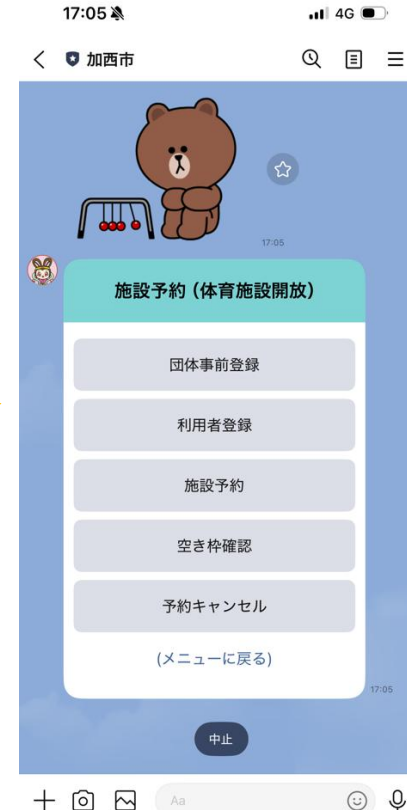 17:05
4G
加西市
17:05
施設予約（体育施設開放）
団体事前登録
利用者登録
施設予約
空き枠確認
予約キャンセル
(メニューに戻る)
17:05
中止
Aa